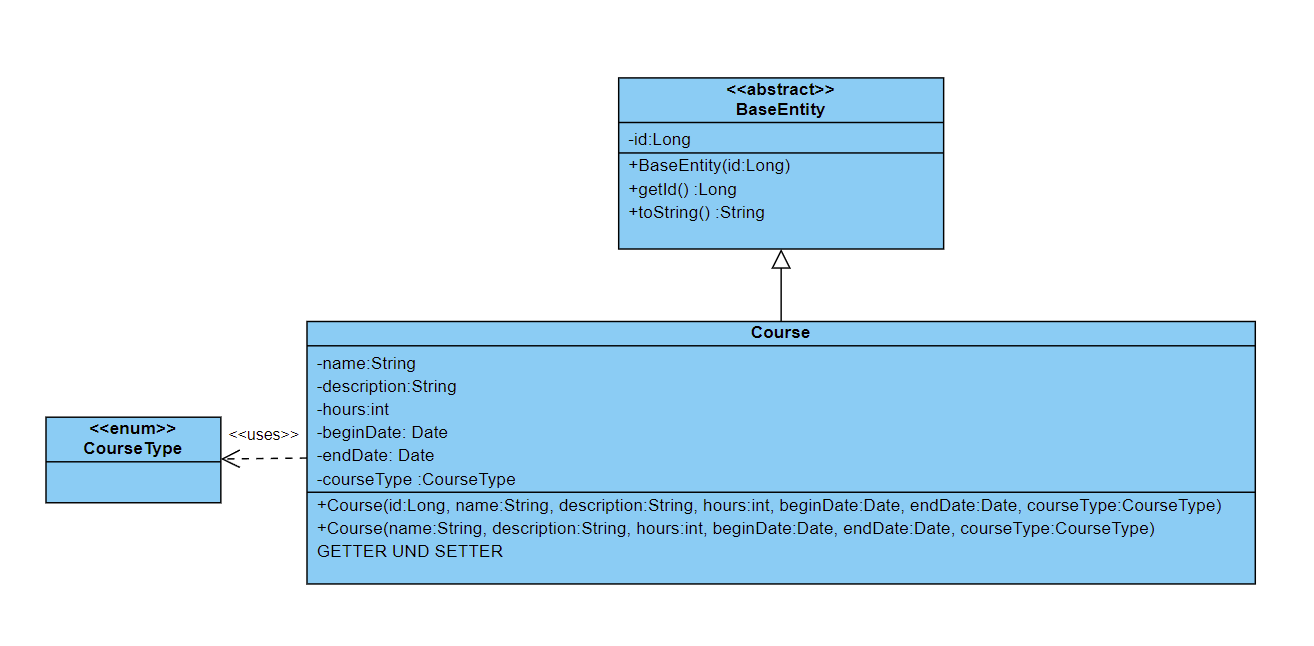 <<abstract>>
BaseEntity
-id:Long
+BaseEntity(id:Long)
+getId() :Long
+toString() :String
Course
-name:String
-description:String
-hours:int
-beginDate: Date
-endDate: Date
-courseType :CourseType
+Course(id:Long, name:String, description:String, hours:int, beginDate:Date, endDate:Date, courseType:CourseType)
+Course(name:String, description:String, hours:int, beginDate:Date, endDate:Date, courseType:CourseType)
GETTER UND SETTER
<<enum>>
CourseType
<<uses>>